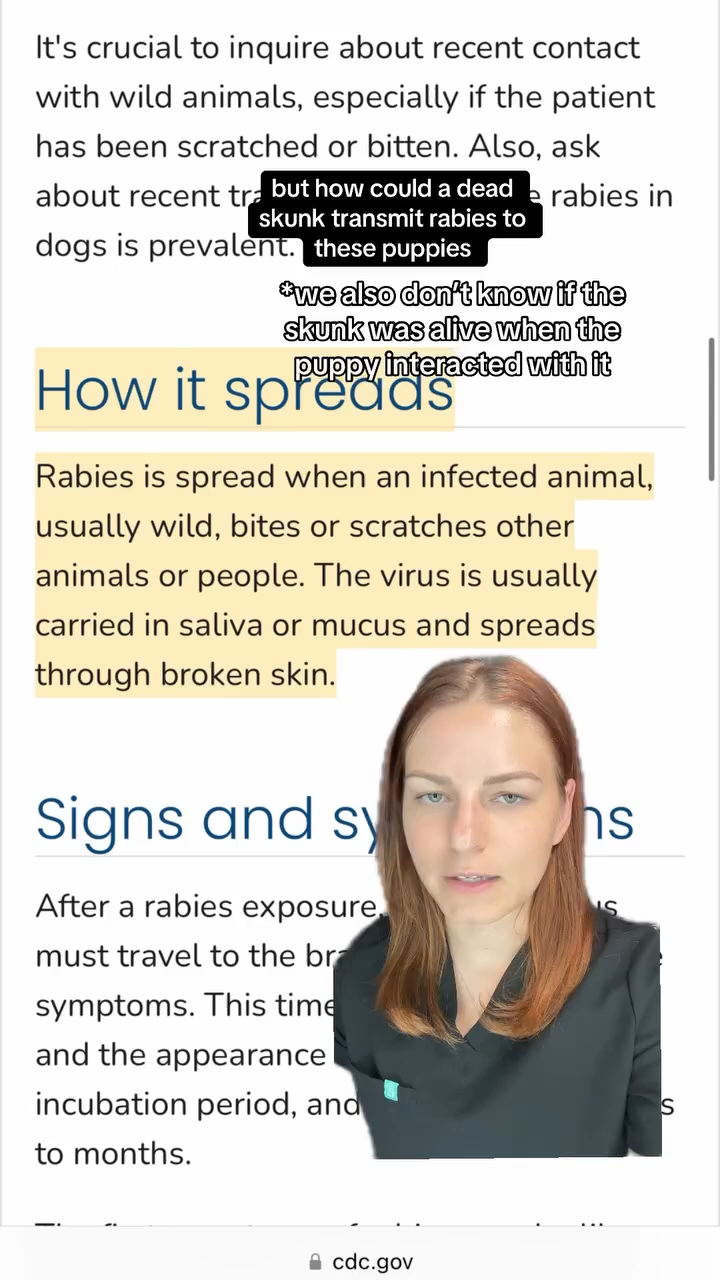 It's crucial to inquire about recent contact
with wild animals, especially if the patient
has been scratched or bitten. Also, ask
about recent rabies in
dogs is prevalent.
but how could a dead
skunk transmit rabies to
these puppies
*we also don't know if the
skunk was alive when the
puppy interacted with it
How it spreads
Rabies is spread when an infected animal,
usually wild, bites or scratches other
animals or people. The virus is usually
carried in saliva or mucus and spreads
through broken skin.
Signs and
After a rabies exposure,
must travel to the
symptoms. This time
and the appearance
incubation period, and
to months.
cdc.gov